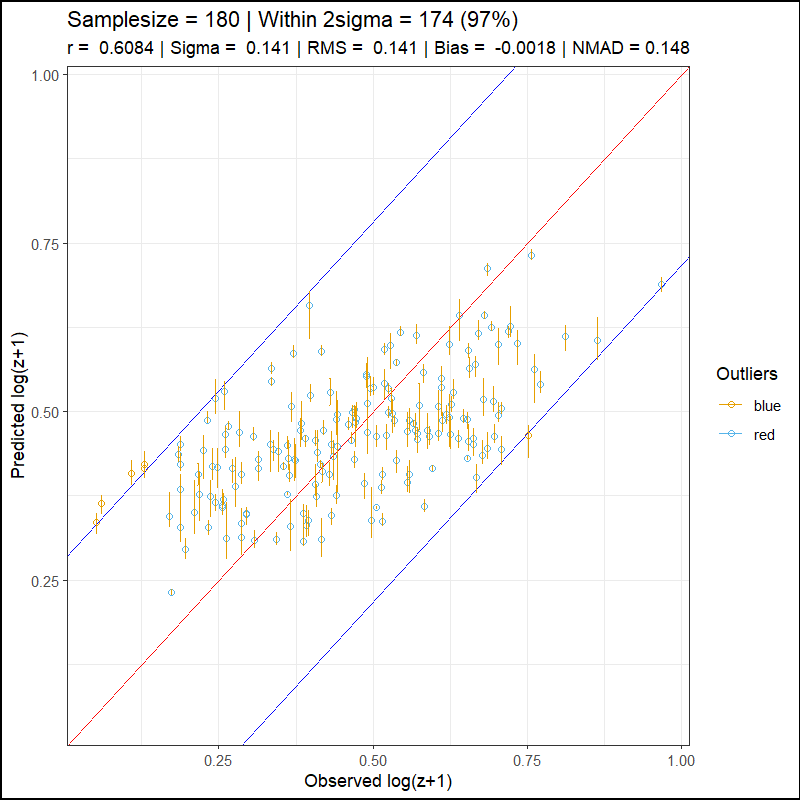 Samplesize = 180 | Within 2sigma = 174 (97%)
r =  0.6084 | Sigma =  0.141 | RMS =  0.141 | Bias =  -0.0018 | NMAD = 0.148
1.00
0.75
0.50
0.25
Predicted log(z+1)
0.25
0.50
0.75
1.00
Observed log(z+1)
Outliers
blue
red